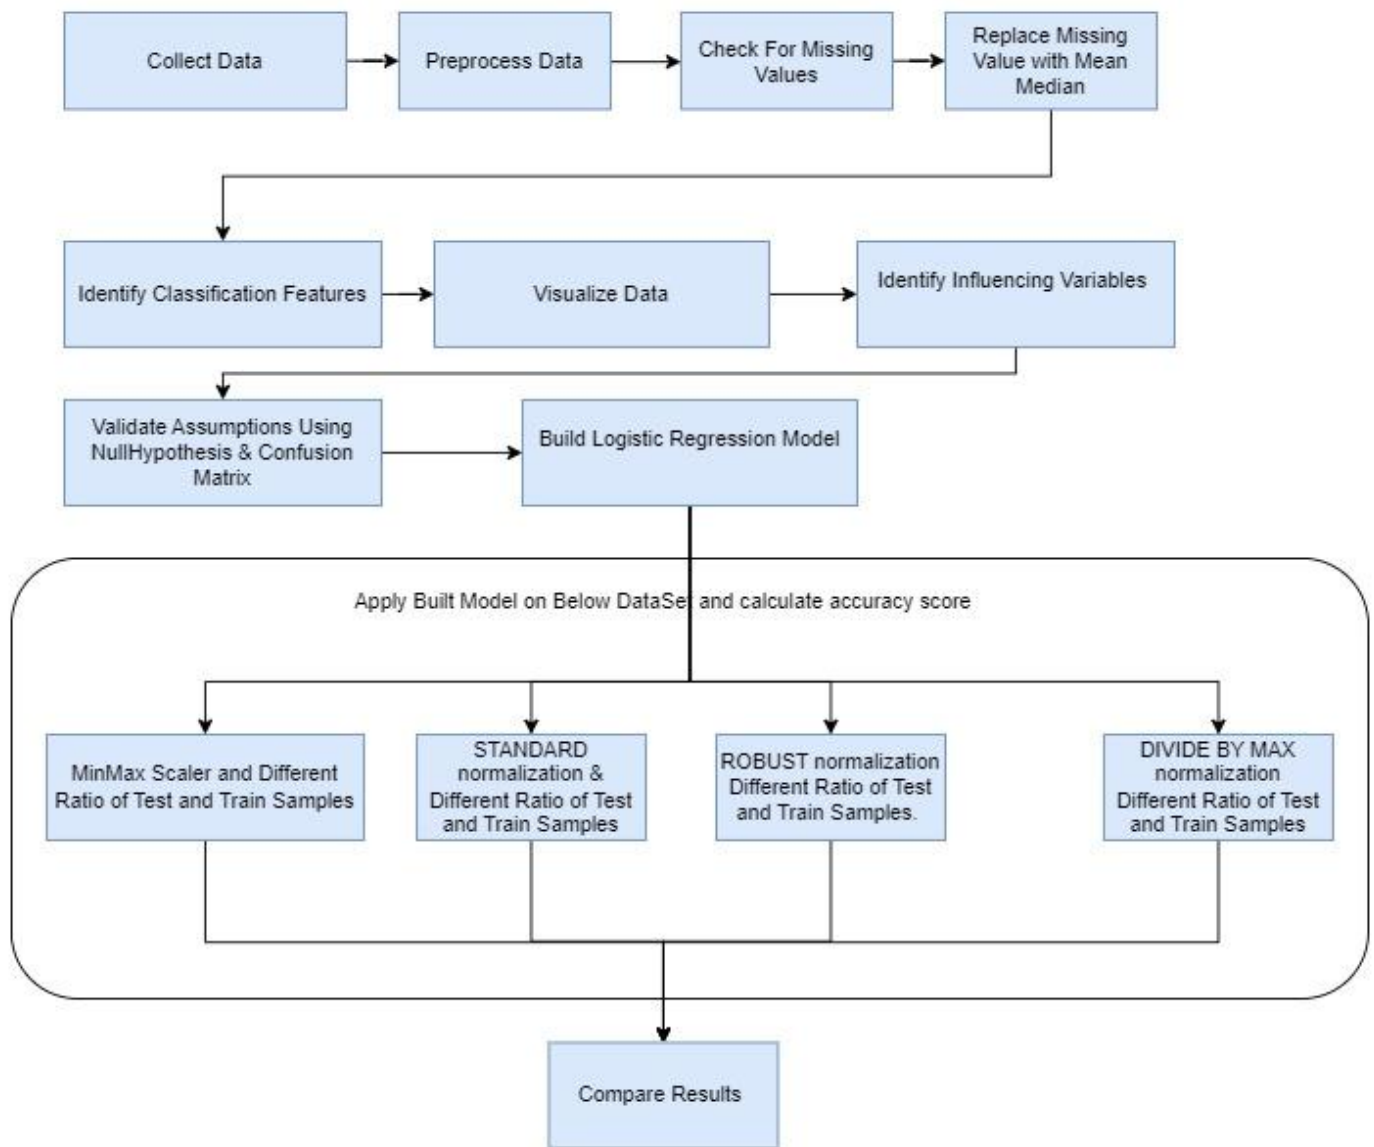 Collect Data
Preprocess Data
Check For Missing
Values
Replace Missing
Value with Mean
Median
Identify Classification Features
Visualize Data
Identify Influencing Variables
Validate Assumptions Using
NullHypothesis & Confusion
Matrix
Build Logistic Regression Model
Apply Built Model on Below DataSet and calculate accuracy score
MinMax Scaler and Different
Ratio of Test and Train Samples
STANDARD
normalization &
Different Ratio of Test
and Train Samples
ROBUST normalization
Different Ratio of Test
and Train Samples.
DIVIDE BY MAX
normalization
Different Ratio of Test
and Train Samples
Compare Results